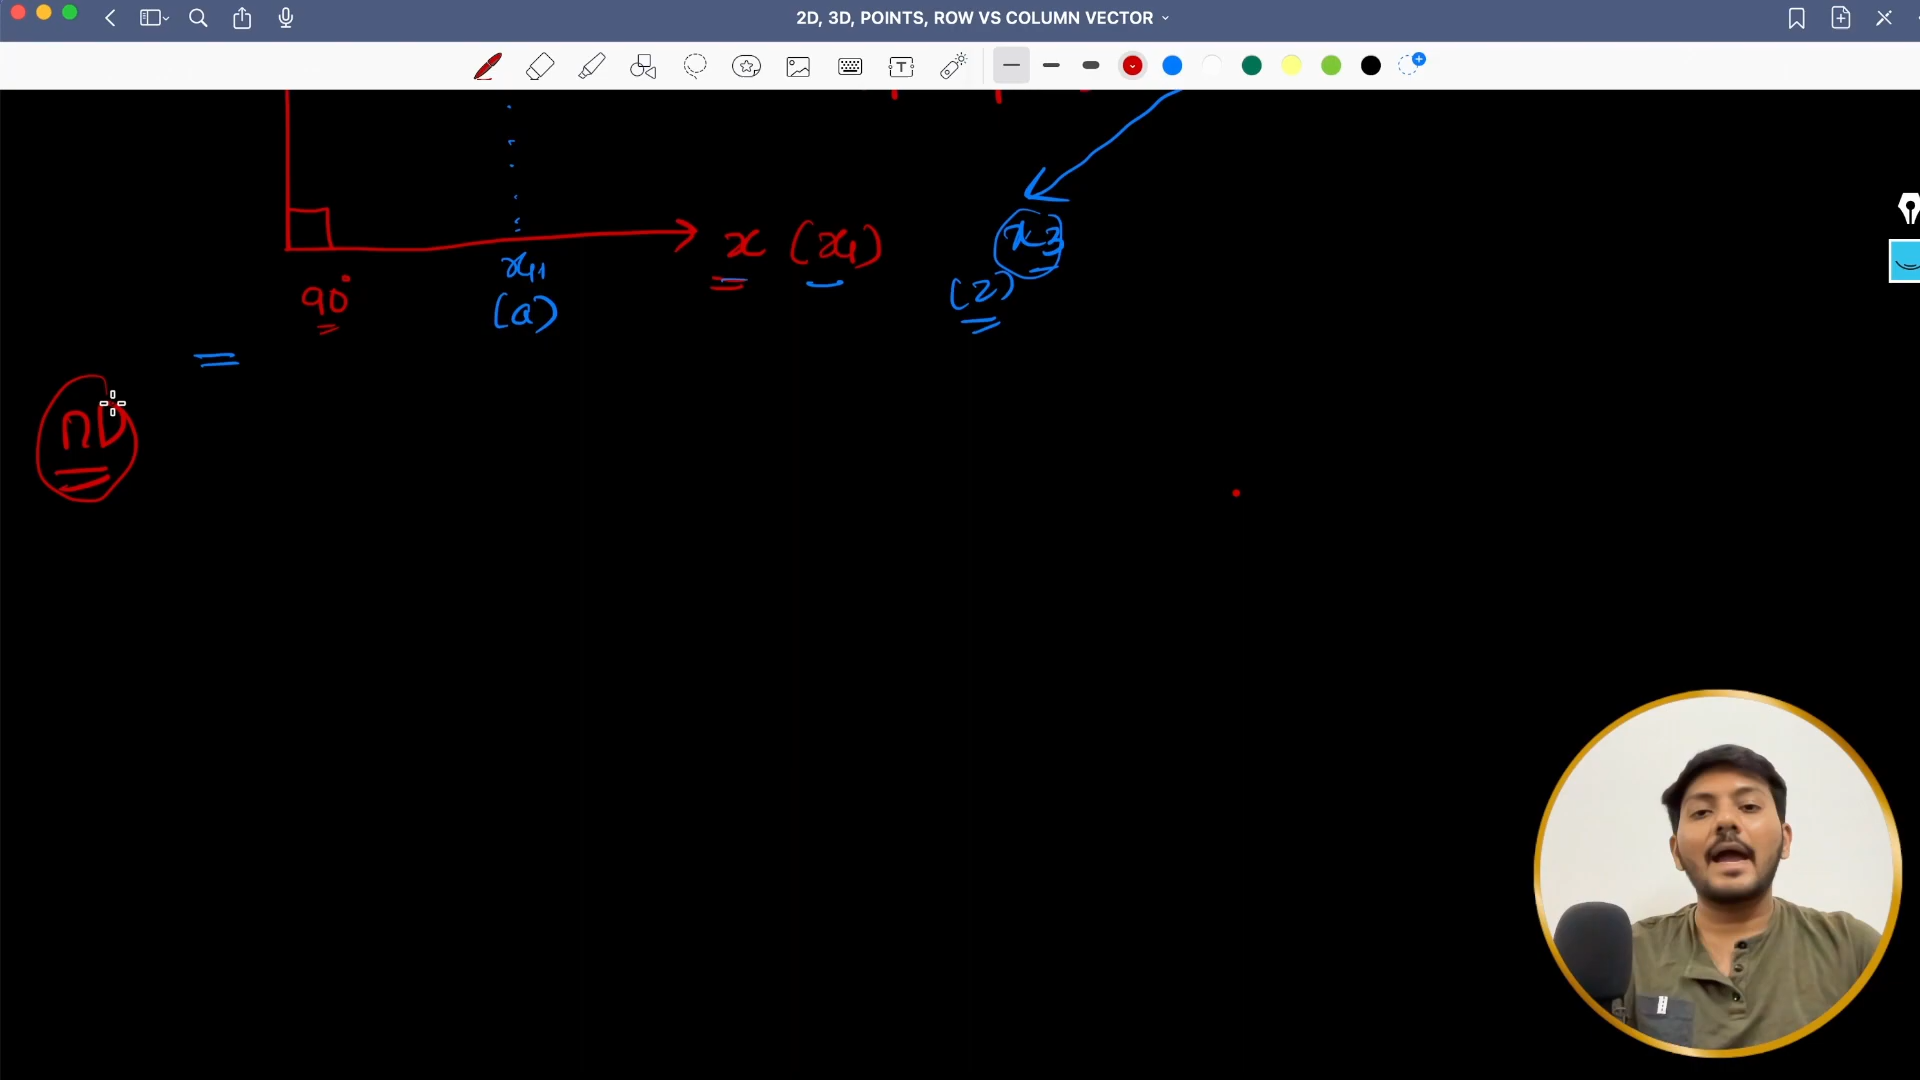 2D, 3D, POINTS, ROW VS COLUMN VECTOR
x (x₁)
x3
x₁₁
(z)
90°
(a)
nD